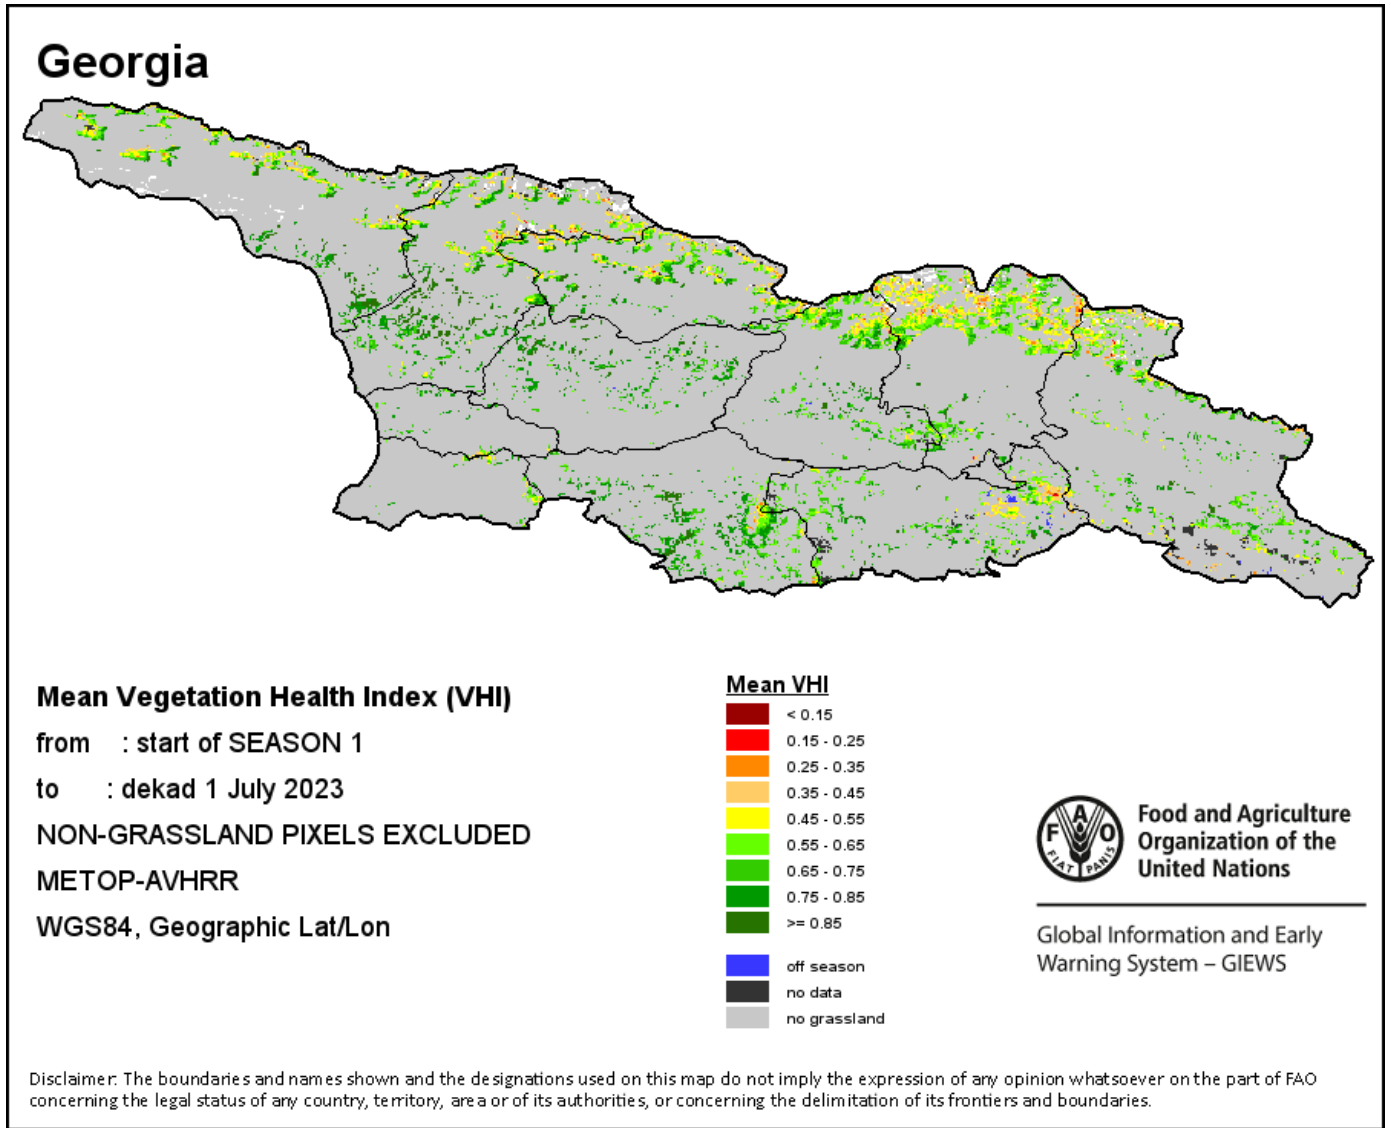 Georgia
Mean Vegetation Health Index (VHI)
from : start of SEASON 1
to : dekad 1 July 2023
NON-GRASSLAND PIXELS EXCLUDED
METOP-AVHRR
WGS84, Geographic Lat/Lon
Mean VHI
< 0.15
0.15 - 0.25
0.25 - 0.35
0.35 - 0.45
0.45 - 0.55
0.55 - 0.65
0.65 - 0.75
0.75 - 0.85
>= 0.85
off season
no data
no grassland
F A O
FIAT PANIS
Food and Agriculture
Organization of the
United Nations
Global Information and Early
Warning System – GIEWS
Disclaimer: The boundaries and names shown and the designations used on this map do not imply the expression of any opinion whatsoever on the part of FAO
concerning the legal status of any country, territory, area or of its authorities, or concerning the delimitation of its frontiers and boundaries.